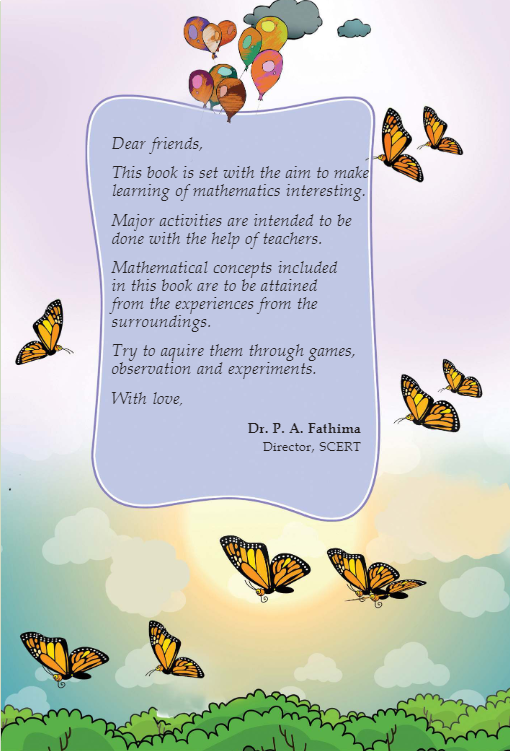 Dear friends,
This book is set with the aim to make
learning of mathematics interesting.
Major activities are intended to be
done with the help of teachers.
Mathematical concepts included
in this book are to be attained
from the experiences from the
surroundings.
Try to aquire them through games,
observation and experiments.
With love,
Dr. P. A. Fathima
Director, SCERT